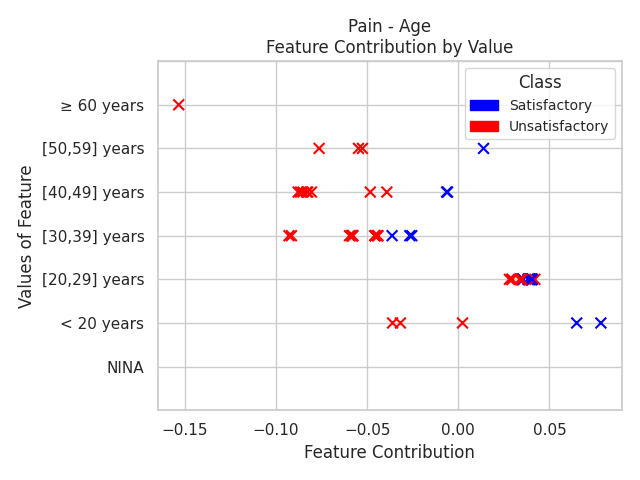 Pain - Age
Feature Contribution by Value
Class
Satisfactory
Unsatisfactory
Values of Feature
≥ 60 years
[50,59] years
[40,49] years
[30,39] years
[20,29] years
< 20 years
NINA
−0.15
−0.10
−0.05
0.00
0.05
Feature Contribution